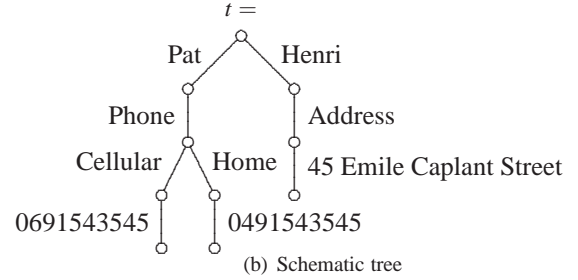 t =
Pat Henri
Phone Address
Cellular Home 45 Emile Caplant Street
0691543545 0491543545
(b) Schematic tree